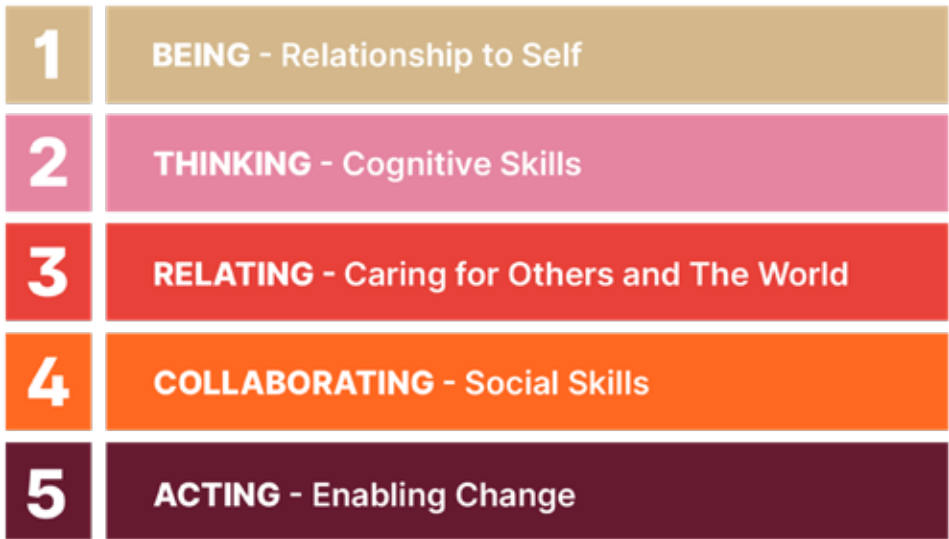 1 BEING - Relationship to Self
2 THINKING - Cognitive Skills
3 RELATING - Caring for Others and The World
4 COLLABORATING - Social Skills
5 ACTING - Enabling Change